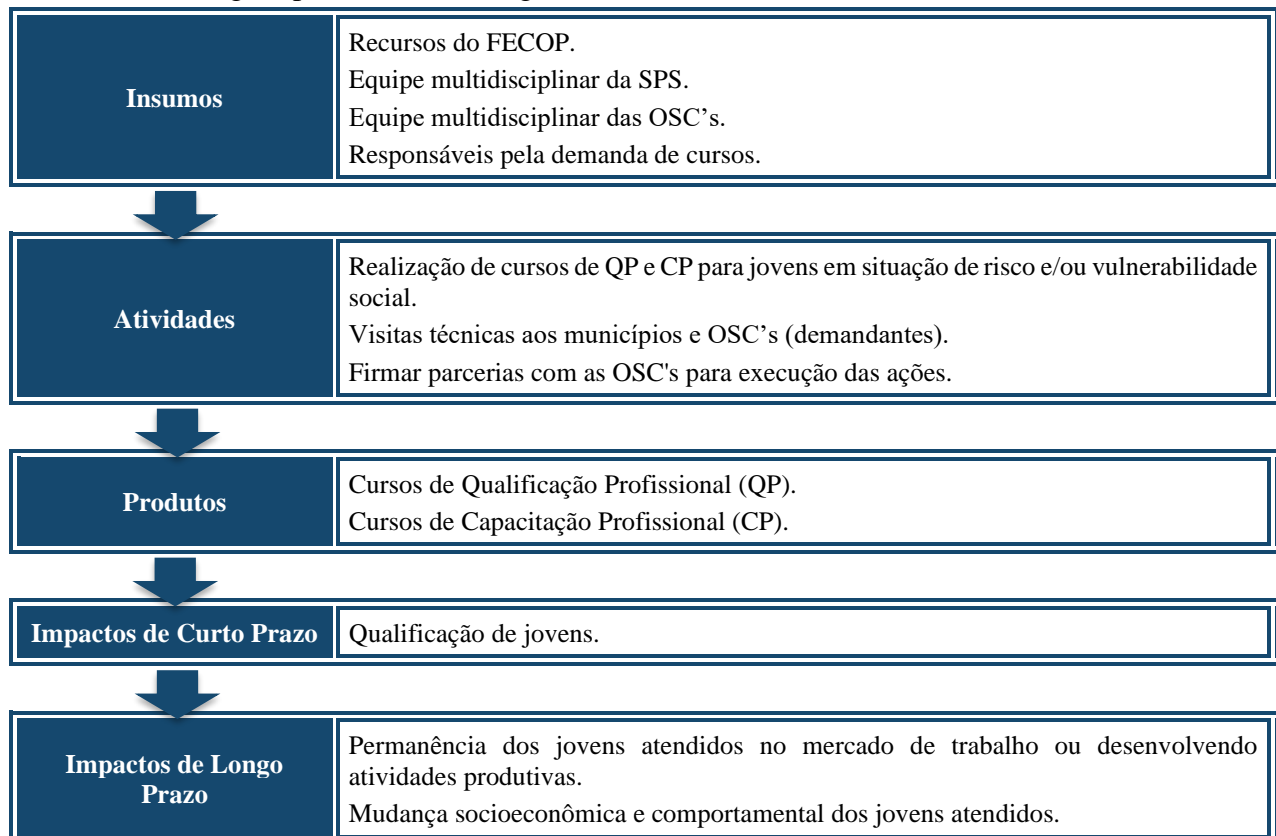 Recursos do FECOP.
Equipe multidisciplinar da SPS.
Insumos
Equipe multidisciplinar das OSC’s.
Responsáveis pela demanda de cursos.
Atividades
Realização de cursos de QP e CP para jovens em situação de risco e/ou vulnerabilidade
social.
Visitas técnicas aos municípios e OSC’s (demandantes).
Firmar parcerias com as OSC's para execução das ações.
Produtos
Cursos de Qualificação Profissional (QP).
Cursos de Capacitação Profissional (CP).
Impactos de Curto Prazo
Qualificação de jovens.
Impactos de Longo
Prazo
Permanência dos jovens atendidos no mercado de trabalho ou desenvolvendo
atividades produtivas.
Mudança socioeconômica e comportamental dos jovens atendidos.